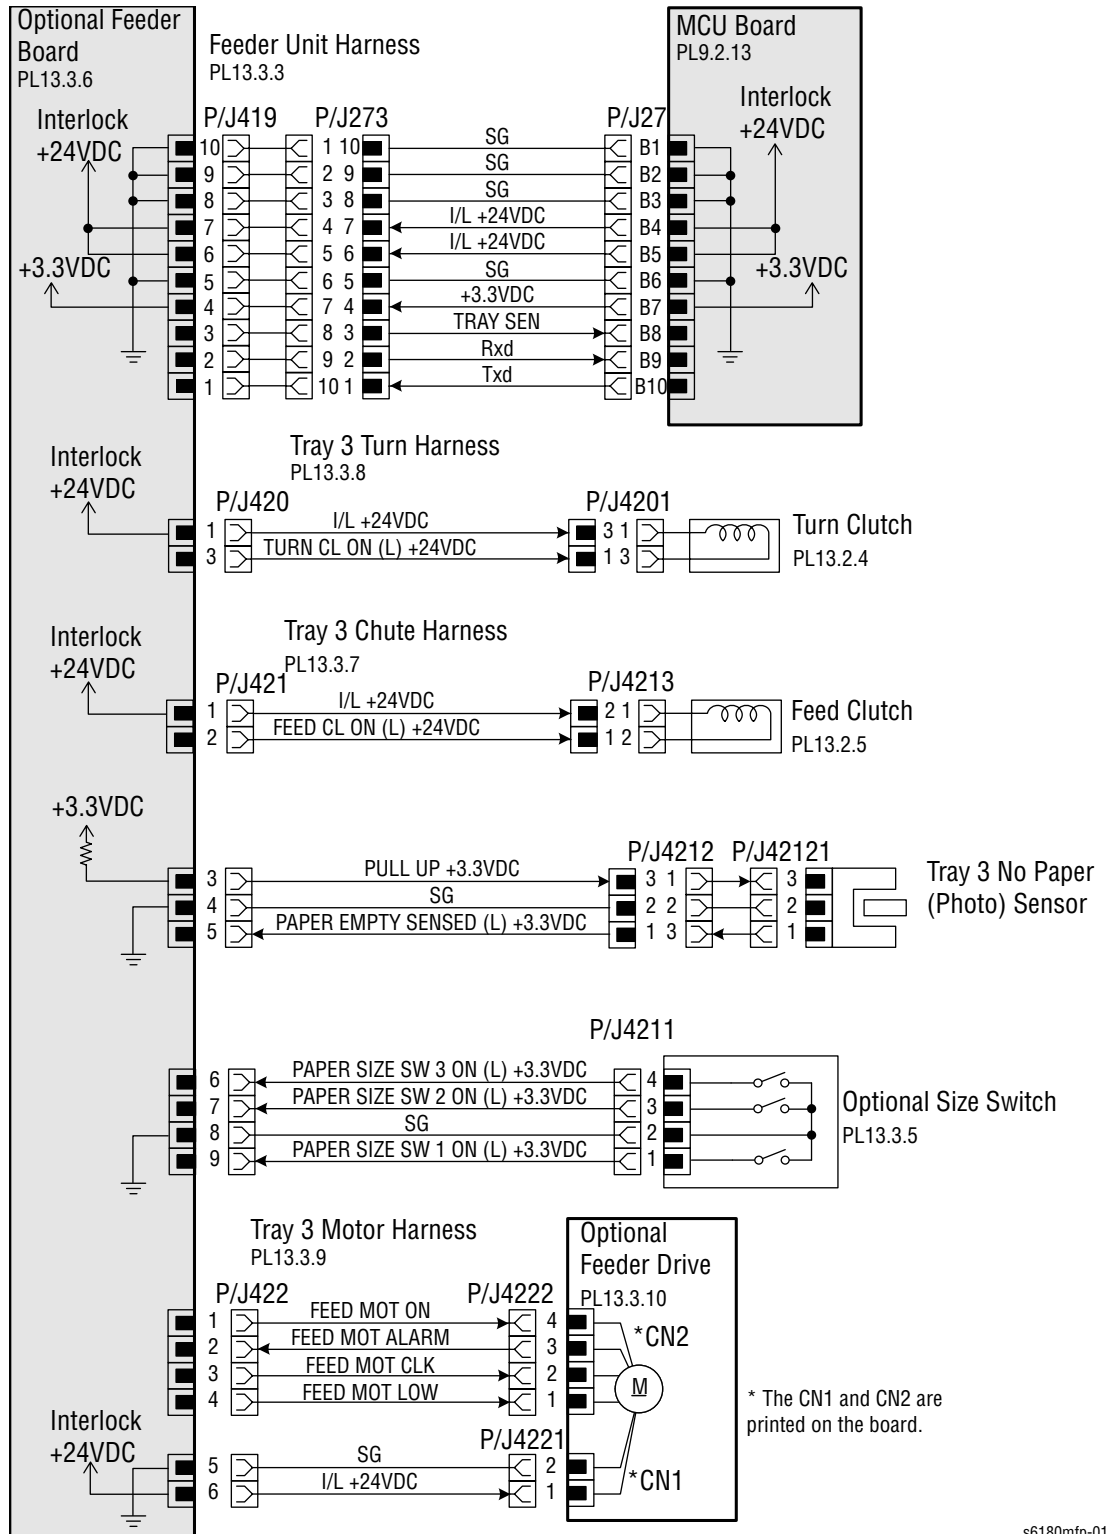 Optional Feeder
Board
PL13.3.6
Feeder Unit Harness
PL13.3.3
MCU Board
PL9.2.13
Interlock
+24VDC
Interlock
+24VDC
P/J419 P/J273 P/J27
10 1 10 SG B1
9 2 9 SG B2
8 3 8 SG B3
7 4 7 I/L +24VDC B4
6 5 6 I/L +24VDC B5
+3.3VDC
+3.3VDC
5 6 5 SG B6
4 7 4 +3.3VDC B7
3 8 3 TRAY SEN B8
2 9 2 Rxd B9
1 10 1 Txd B10
Tray 3 Turn Harness
PL13.3.8
Interlock
+24VDC
P/J420 P/J4201
1 I/L +24VDC 3 1
3 TURN CL ON (L) +24VDC 1 3
Turn Clutch
PL13.2.4
Tray 3 Chute Harness
PL13.3.7
Interlock
+24VDC
P/J421 P/J4213
1 I/L +24VDC 2 1
2 FEED CL ON (L) +24VDC 1 2
Feed Clutch
PL13.2.5
+3.3VDC
P/J4212 P/J42121
3 PULL UP +3.3VDC 3 1 3
4 SG 2 2 2
5 PAPER EMPTY SENSED (L) +3.3VDC 1 3 1
Tray 3 No Paper
(Photo) Sensor
P/J4211
6 PAPER SIZE SW 3 ON (L) +3.3VDC 4
7 PAPER SIZE SW 2 ON (L) +3.3VDC 3
8 SG 2
9 PAPER SIZE SW 1 ON (L) +3.3VDC 1
Optional Size Switch
PL13.3.5
Tray 3 Motor Harness
PL13.3.9
Optional
Feeder Drive
PL13.3.10
P/J422 P/J4222
1 FEED MOT ON 4
2 FEED MOT ALARM 3
3 FEED MOT CLK 2
4 FEED MOT LOW 1
*CN2
M
* The CN1 and CN2 are
printed on the board.
Interlock
+24VDC
P/J4221
5 SG 2
6 I/L +24VDC 1
*CN1